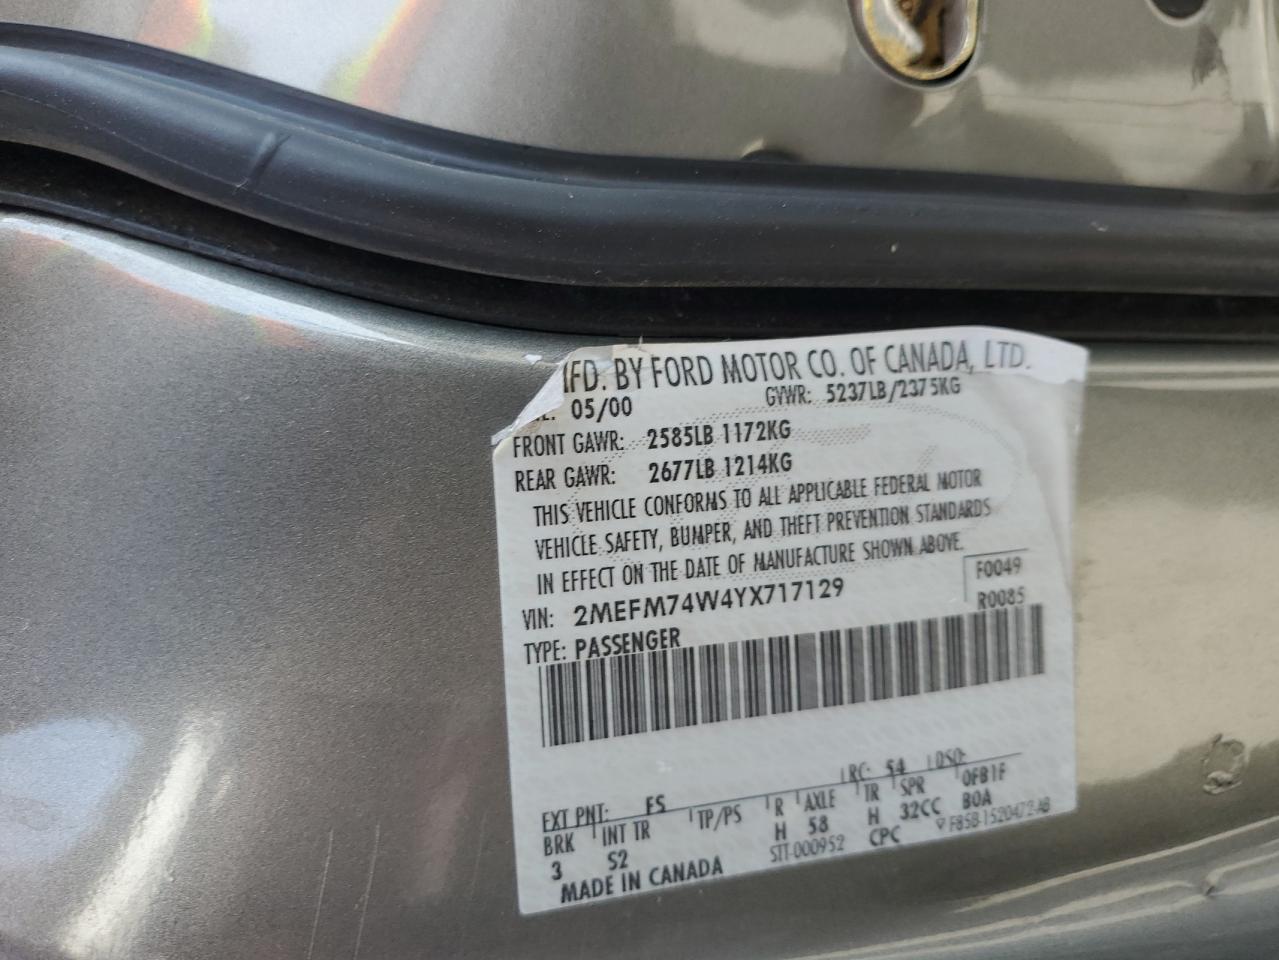 MFD. BY FORD MOTOR CO. OF CANADA, LTD.
05/00 GVWR: 5237LB/2375KG
FRONT GAWR: 2585LB 1172KG
REAR GAWR: 2677LB 1214KG
THIS VEHICLE CONFORMS TO ALL APPLICABLE FEDERAL MOTOR
VEHICLE SAFETY, BUMPER, AND THEFT PREVENTION STANDARDS
IN EFFECT ON THE DATE OF MANUFACTURE SHOWN ABOVE.
VIN: 2MEFM74W4YX717129 F0049
TYPE: PASSENGER R0085
EXT PNT: FS RC: 54 DSO:
BRK INT TR TP/PS R AXLE TR SPR 0FB1F
3 S2 H 58 H 32CC B0A
MADE IN CANADA STT-000952 CPC F85B-1520472-AB